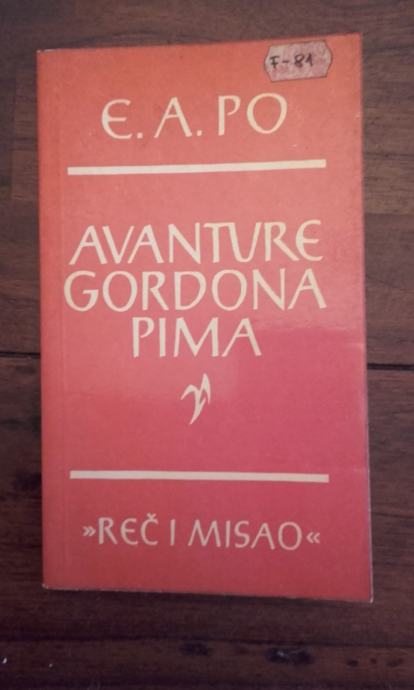 F-81
E. A. PO
AVANTURE
GORDONA
PIMA
»REČ I MISAO«